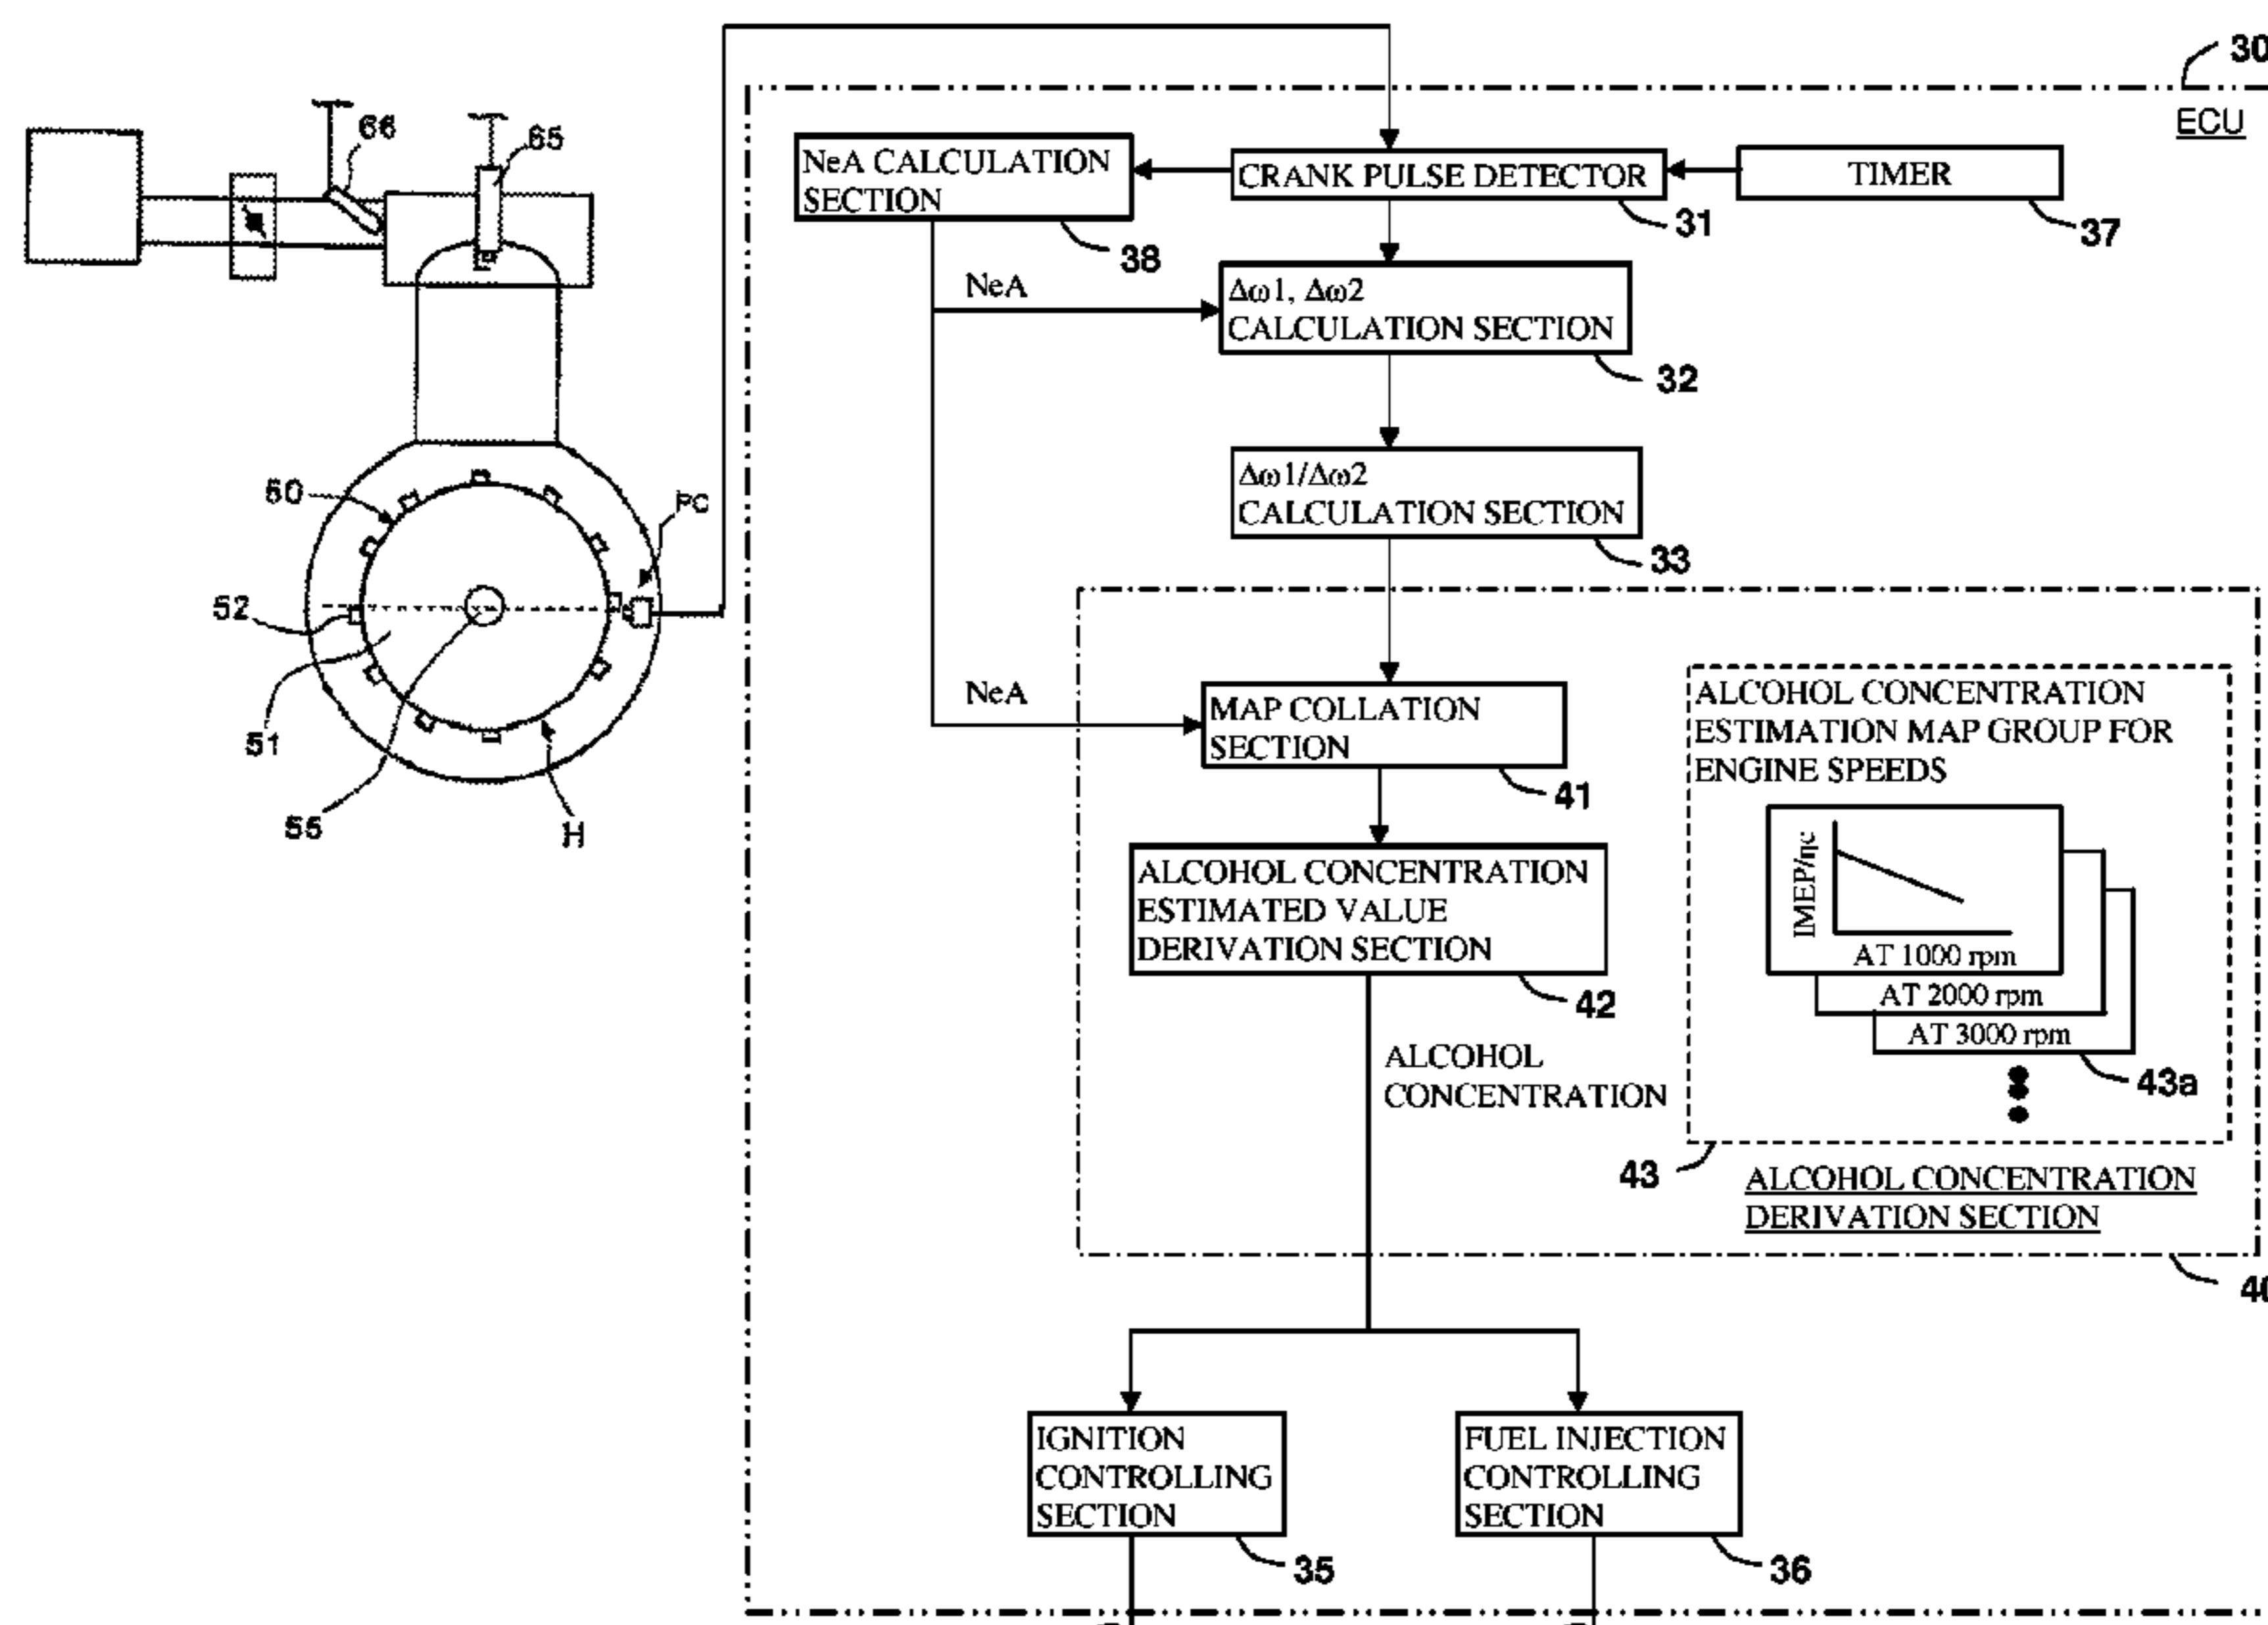 30
ECU
66
65
NeA CALCULATION
SECTION
38
CRANK PULSE DETECTOR
31
TIMER
37
NeA
Δω1, Δω2
CALCULATION SECTION
32
Δω1/Δω2
CALCULATION SECTION
33
50
PC
52
51
55
H
NeA
MAP COLLATION
SECTION
41
ALCOHOL CONCENTRATION
ESTIMATION MAP GROUP FOR
ENGINE SPEEDS
IMEP/ηc
AT 1000 rpm
AT 2000 rpm
AT 3000 rpm
43a
ALCOHOL CONCENTRATION
ESTIMATED VALUE
DERIVATION SECTION
42
ALCOHOL
CONCENTRATION
43
ALCOHOL CONCENTRATION
DERIVATION SECTION
40
IGNITION
CONTROLLING
SECTION
35
FUEL INJECTION
CONTROLLING
SECTION
36